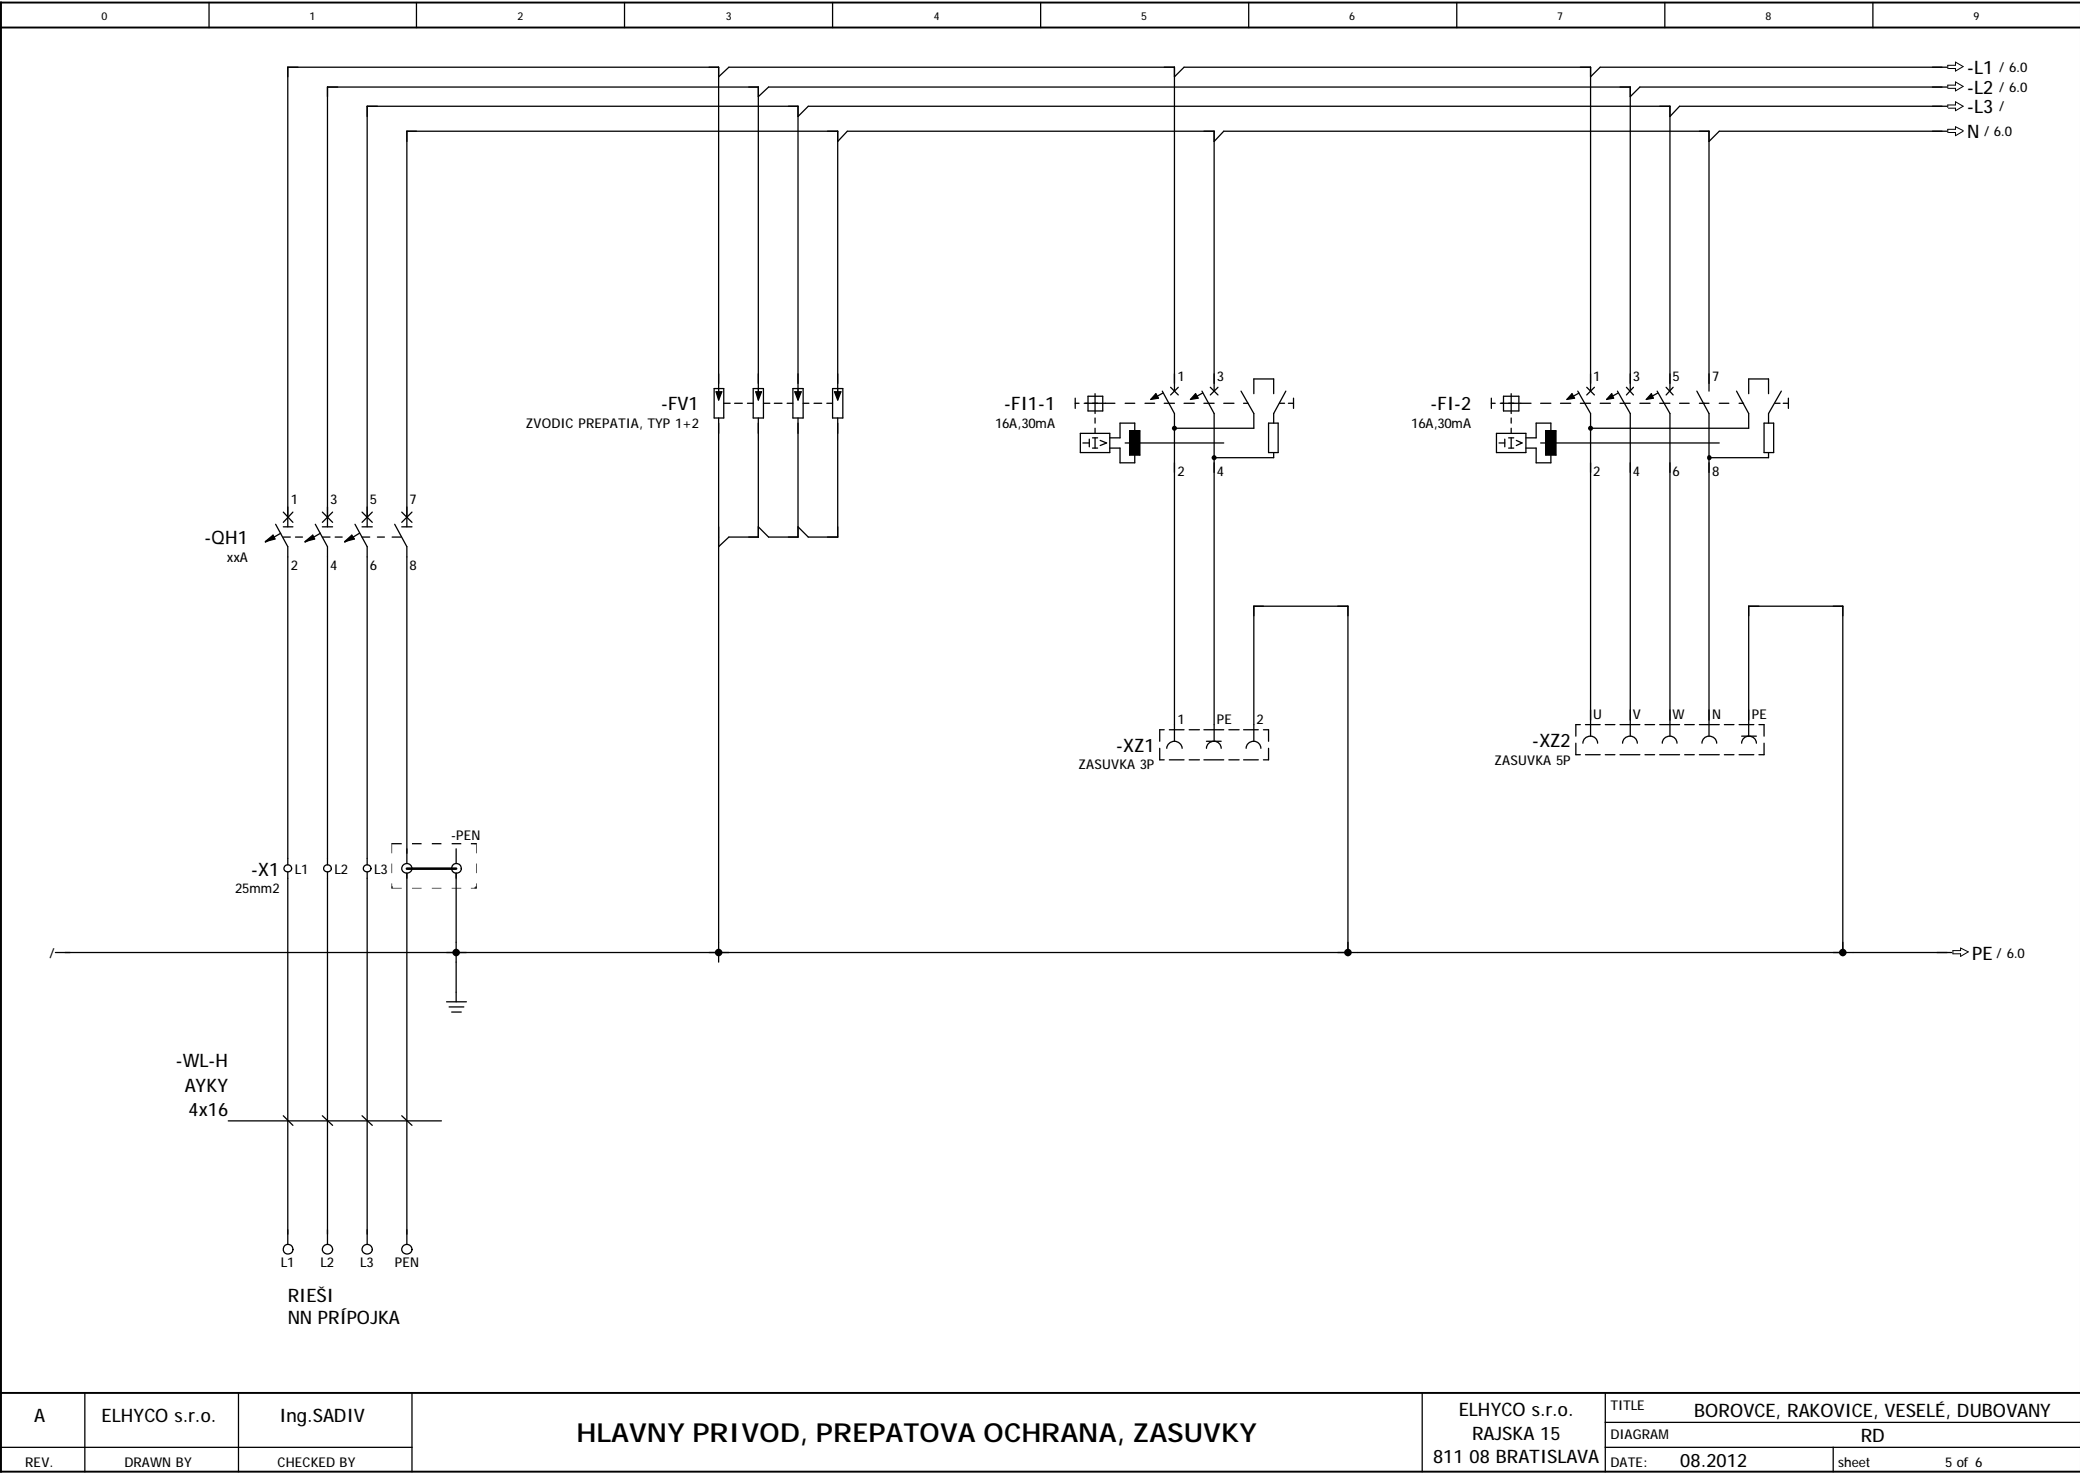 0 1 2 3 4 5 6 7 8 9
-L1 / 6.0
-L2 / 6.0
-L3 /
N / 6.0
-FV1
ZVODIC PREPATIA, TYP 1+2
-FI1-1
16A,30mA
1 3
I>
2 4
-FI-2
16A,30mA
1 3 5 7
I>
2 4 6 8
1 3 5 7
-QH1
xxA
2 4 6 8
1 PE 2
-XZ1
ZASUVKA 3P
U V W N PE
-XZ2
ZASUVKA 5P
-PEN
-X1 L1 L2 L3
25mm2
/
PE / 6.0
-WL-H
AYKY
4x16
L1 L2 L3 PEN
RIEŠI
NN PRÍPOJKA
A
REV.
ELHYCO s.r.o.
DRAWN BY
Ing.SADIV
CHECKED BY
HLAVNY PRIVOD, PREPATOVA OCHRANA, ZASUVKY
ELHYCO s.r.o.
RAJSKA 15
811 08 BRATISLAVA
TITLE BOROVCE, RAKOVICE, VESELÉ, DUBOVANY
DIAGRAM RD
DATE: 08.2012 sheet 5 of 6